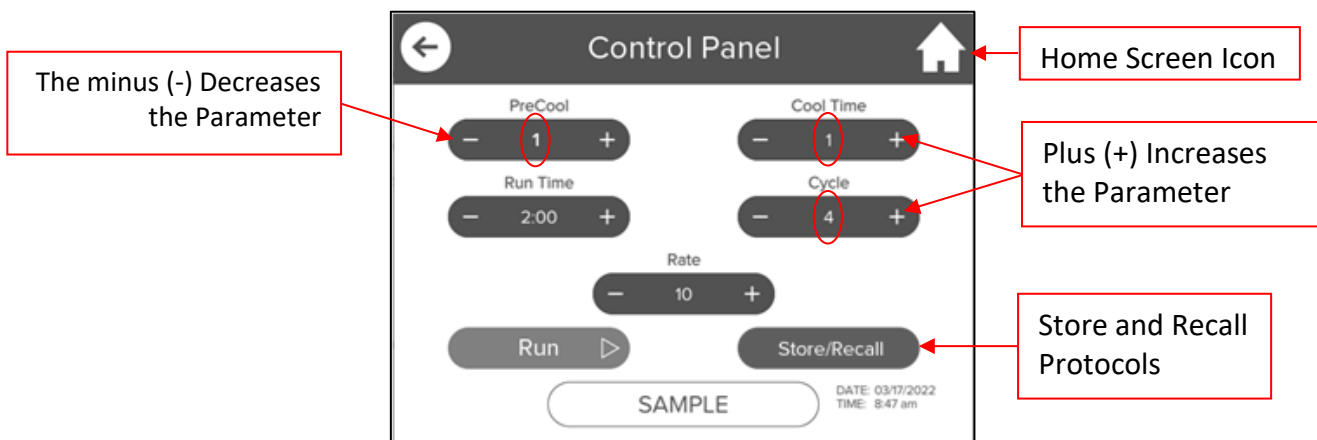 Control Panel
Home Screen Icon
The minus (-) Decreases
the Parameter
PreCool
− 1 +
Cool Time
− 1 +
Plus (+) Increases
the Parameter
Run Time
− 2:00 +
Cycle
− 4 +
Rate
− 10 +
Run
Store/Recall
Store and Recall
Protocols
SAMPLE
DATE: 03/17/2022
TIME: 8:47 am